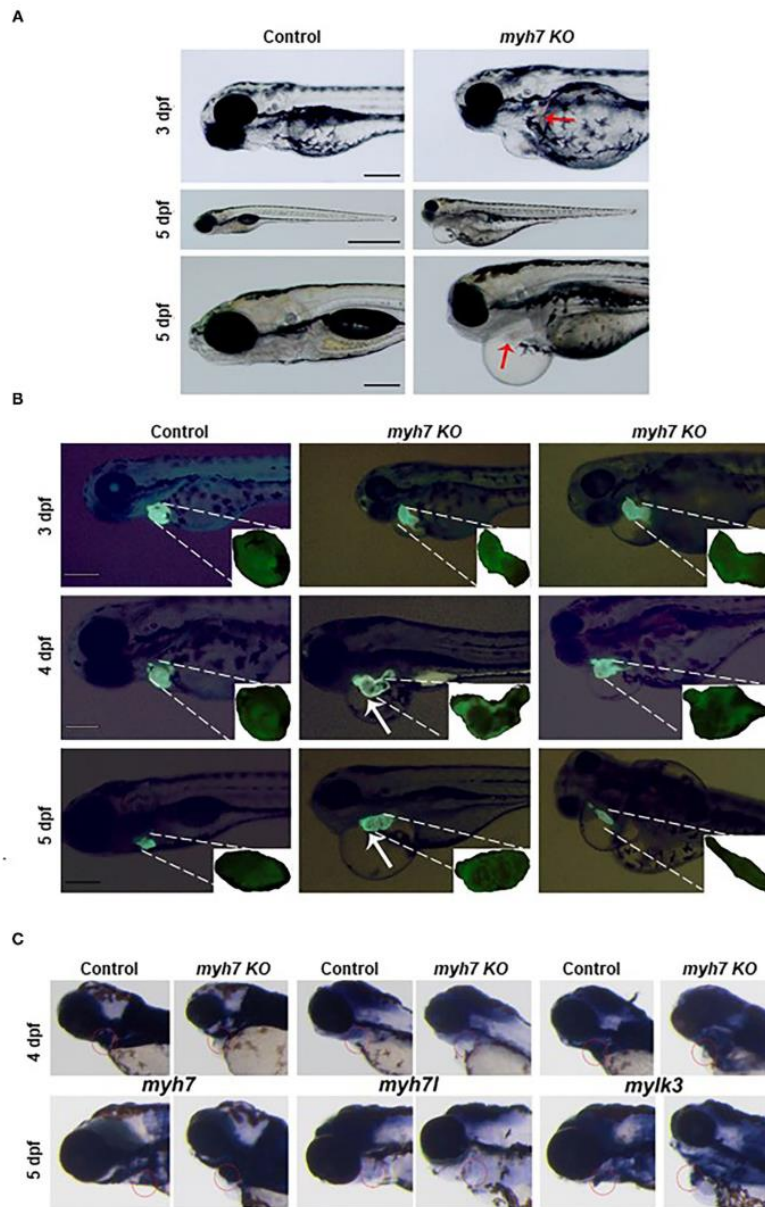 A
Control myh7 KO
3 dpf
5 dpf
5 dpf
B
Control myh7 KO myh7 KO
3 dpf
4 dpf
5 dpf
C
Control myh7 KO Control myh7 KO Control myh7 KO
4 dpf
myh7 myh7l mylk3
5 dpf